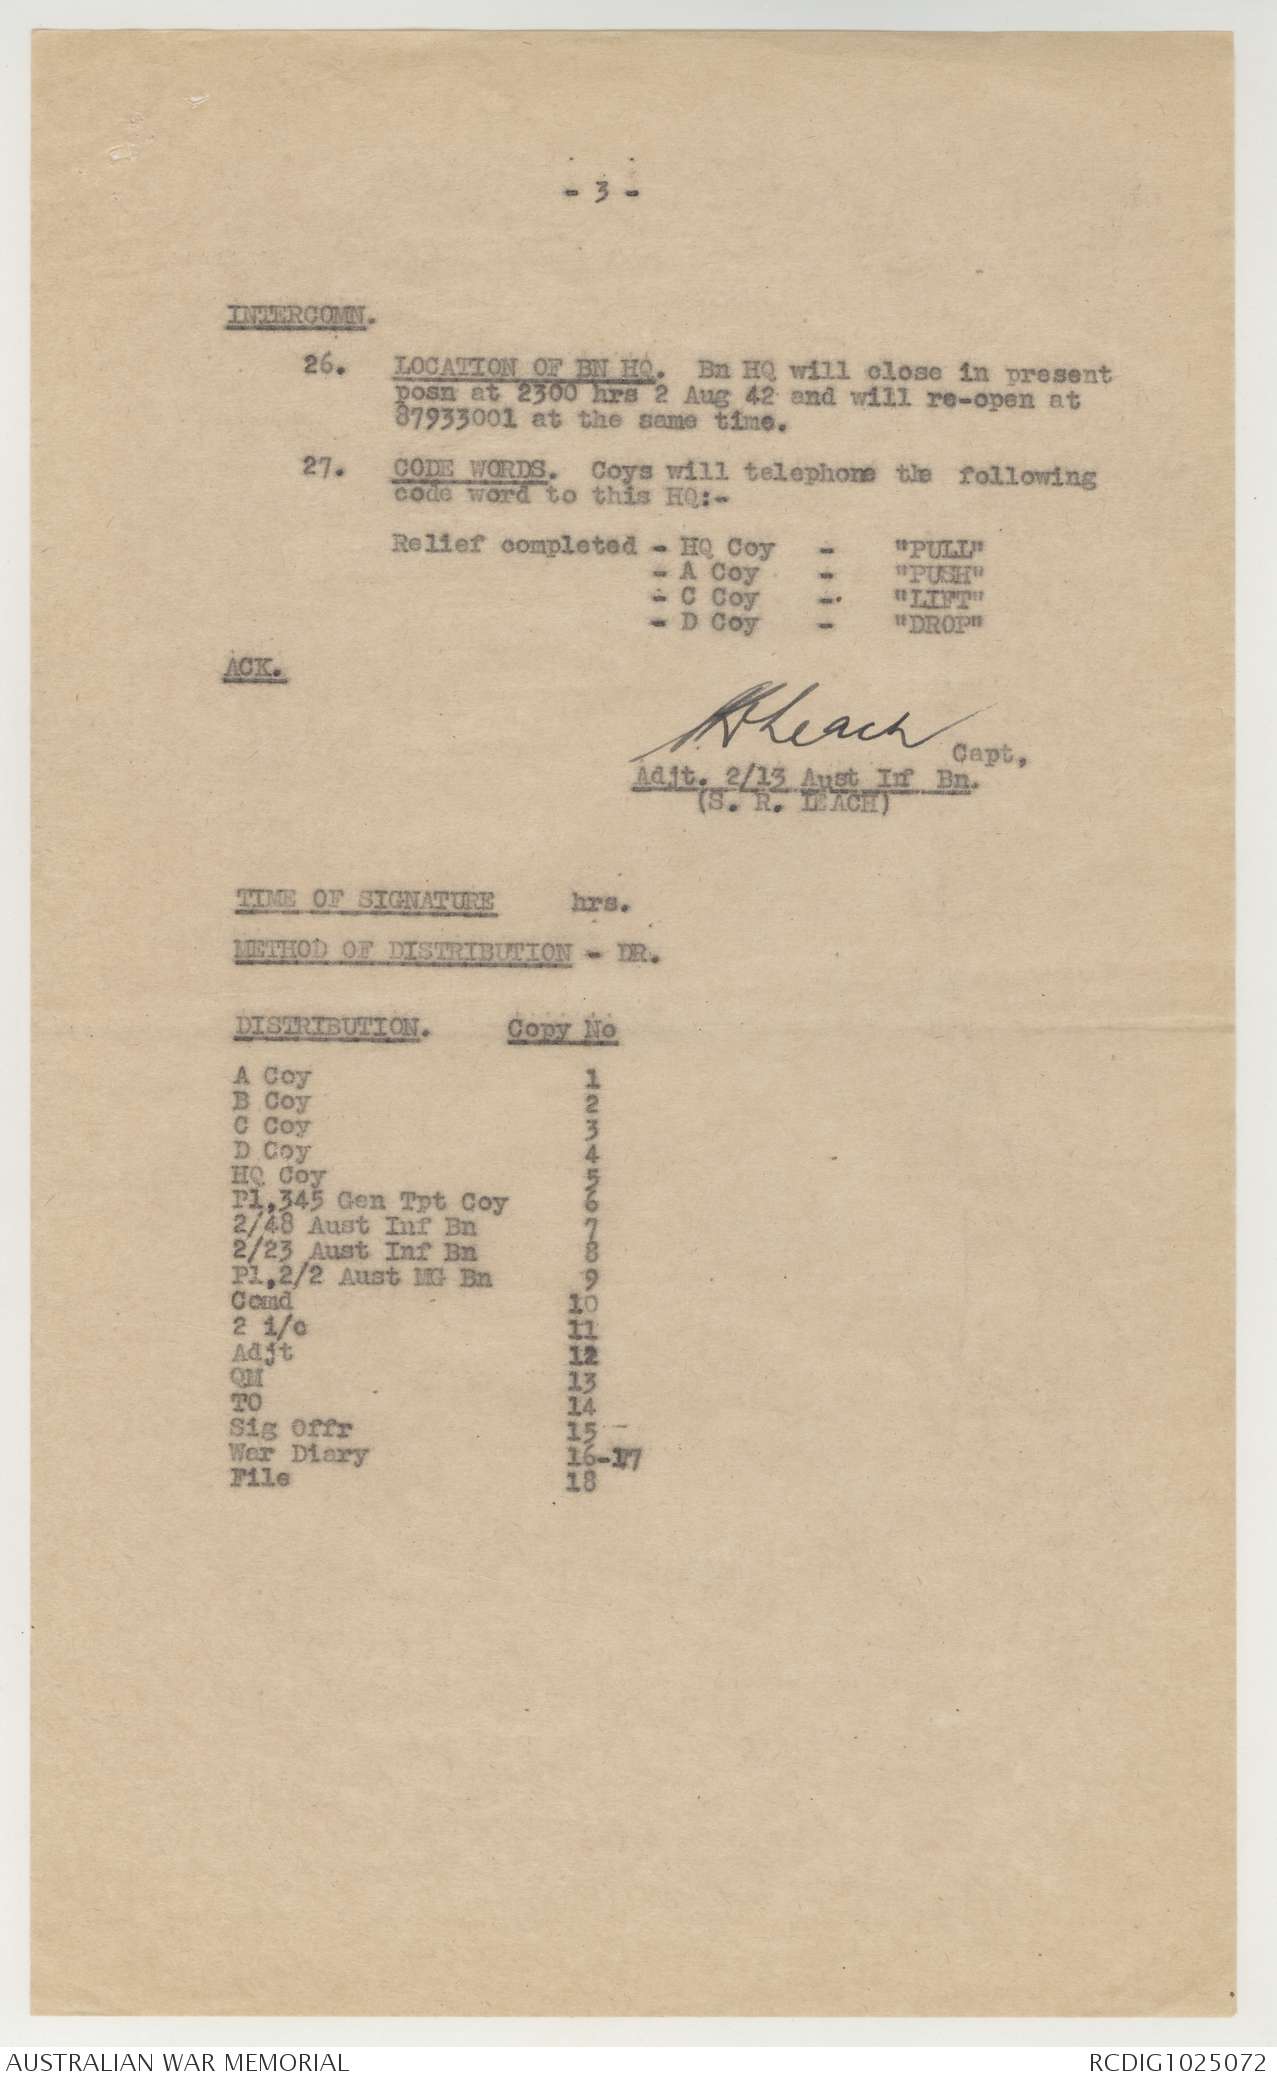 - 3 -
INTERCOMN.
26. LOCATION OF BN HQ. Bn HQ will close in present
posn at 2300 hrs 2 Aug 42 and will re-open at
87933001 at the same time.
27. CODE WORDS. Coys will telephone the following
code word to this HQ:-
Relief completed - HQ Coy - "PULL"
- A Coy - "PUSH"
- C Coy - "LIFT"
- D Coy - "DROP"
ACK.
SRLeach Capt,
Adjt. 2/13 Aust Inf Bn.
(S. R. LEACH)
TIME OF SIGNATURE hrs.
METHOD OF DISTRIBUTION - DR.
DISTRIBUTION. Copy No
A Coy 1
B Coy 2
C Coy 3
D Coy 4
HQ Coy 5
Pl,345 Gen Tpt Coy 6
2/48 Aust Inf Bn 7
2/23 Aust Inf Bn 8
Pl,2/2 Aust MG Bn 9
Comd 10
2 i/c 11
Adjt 12
QM 13
TO 14
Sig Offr 15
War Diary 16-17
File 18
AUSTRALIAN WAR MEMORIAL RCDIG1025072